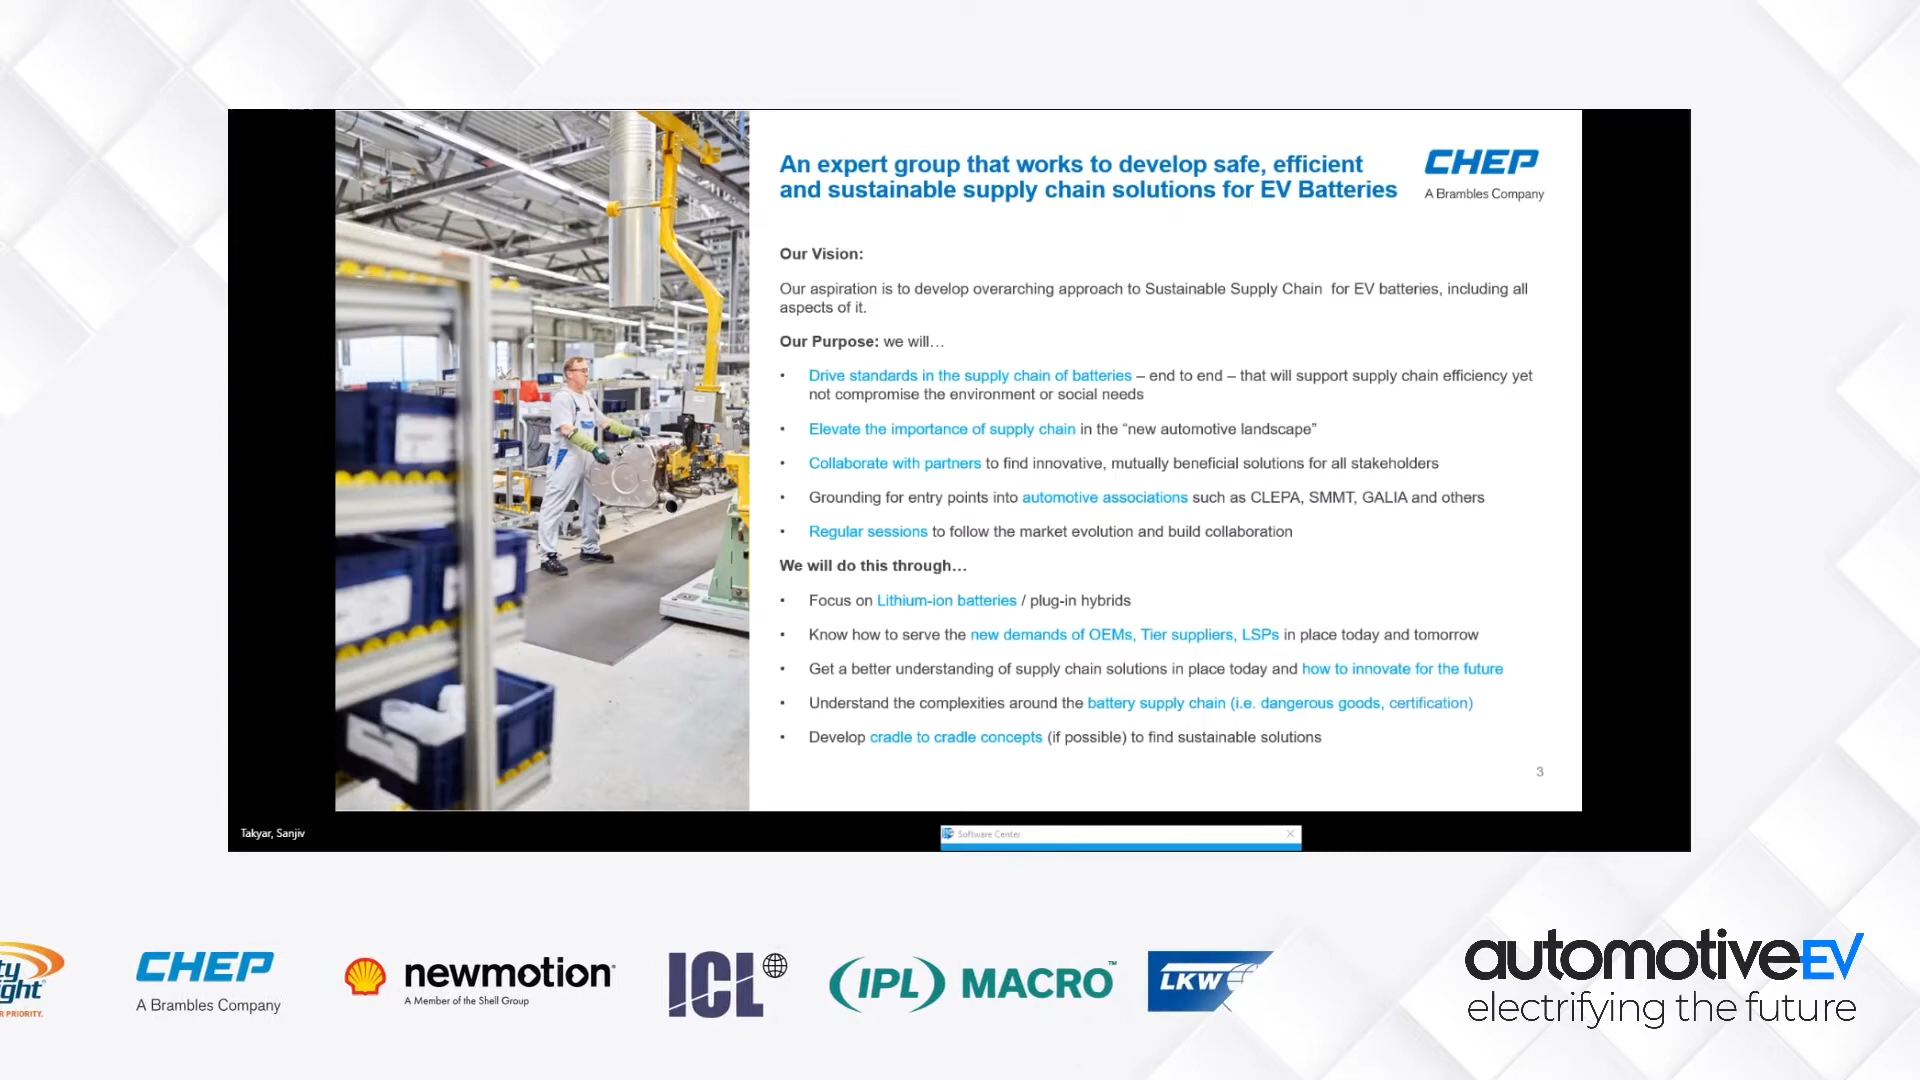 An expert group that works to develop safe, efficient
and sustainable supply chain solutions for EV Batteries
CHEP
A Brambles Company
Our Vision:
Our aspiration is to develop overarching approach to Sustainable Supply Chain for EV batteries, including all
aspects of it.
Our Purpose: we will…
• Drive standards in the supply chain of batteries – end to end – that will support supply chain efficiency yet
not compromise the environment or social needs
• Elevate the importance of supply chain in the “new automotive landscape”
• Collaborate with partners to find innovative, mutually beneficial solutions for all stakeholders
• Grounding for entry points into automotive associations such as CLEPA, SMMT, GALIA and others
• Regular sessions to follow the market evolution and build collaboration
We will do this through…
• Focus on Lithium-ion batteries / plug-in hybrids
• Know how to serve the new demands of OEMs, Tier suppliers, LSPs in place today and tomorrow
• Get a better understanding of supply chain solutions in place today and how to innovate for the future
• Understand the complexities around the battery supply chain (i.e. dangerous goods, certification)
• Develop cradle to cradle concepts (if possible) to find sustainable solutions
3
Takyar, Sanjiv
Software Center
ty
ght
R PRIORITY.
CHEP
A Brambles Company
newmotion
A Member of the Shell Group
ICL
IPL MACRO™
LKW
automotiveEV
electrifying the future